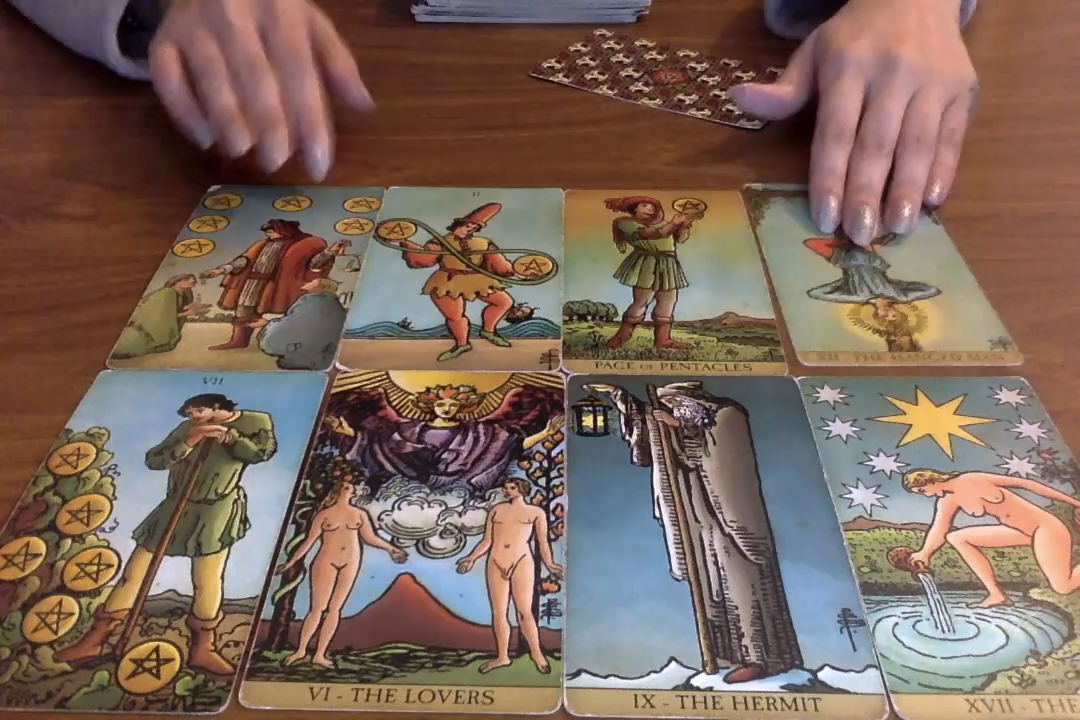 II
PAGE OF PENTACLES
XII THE HANGED MAN
VII
VI - THE LOVERS
IX - THE HERMIT
XVII - THE